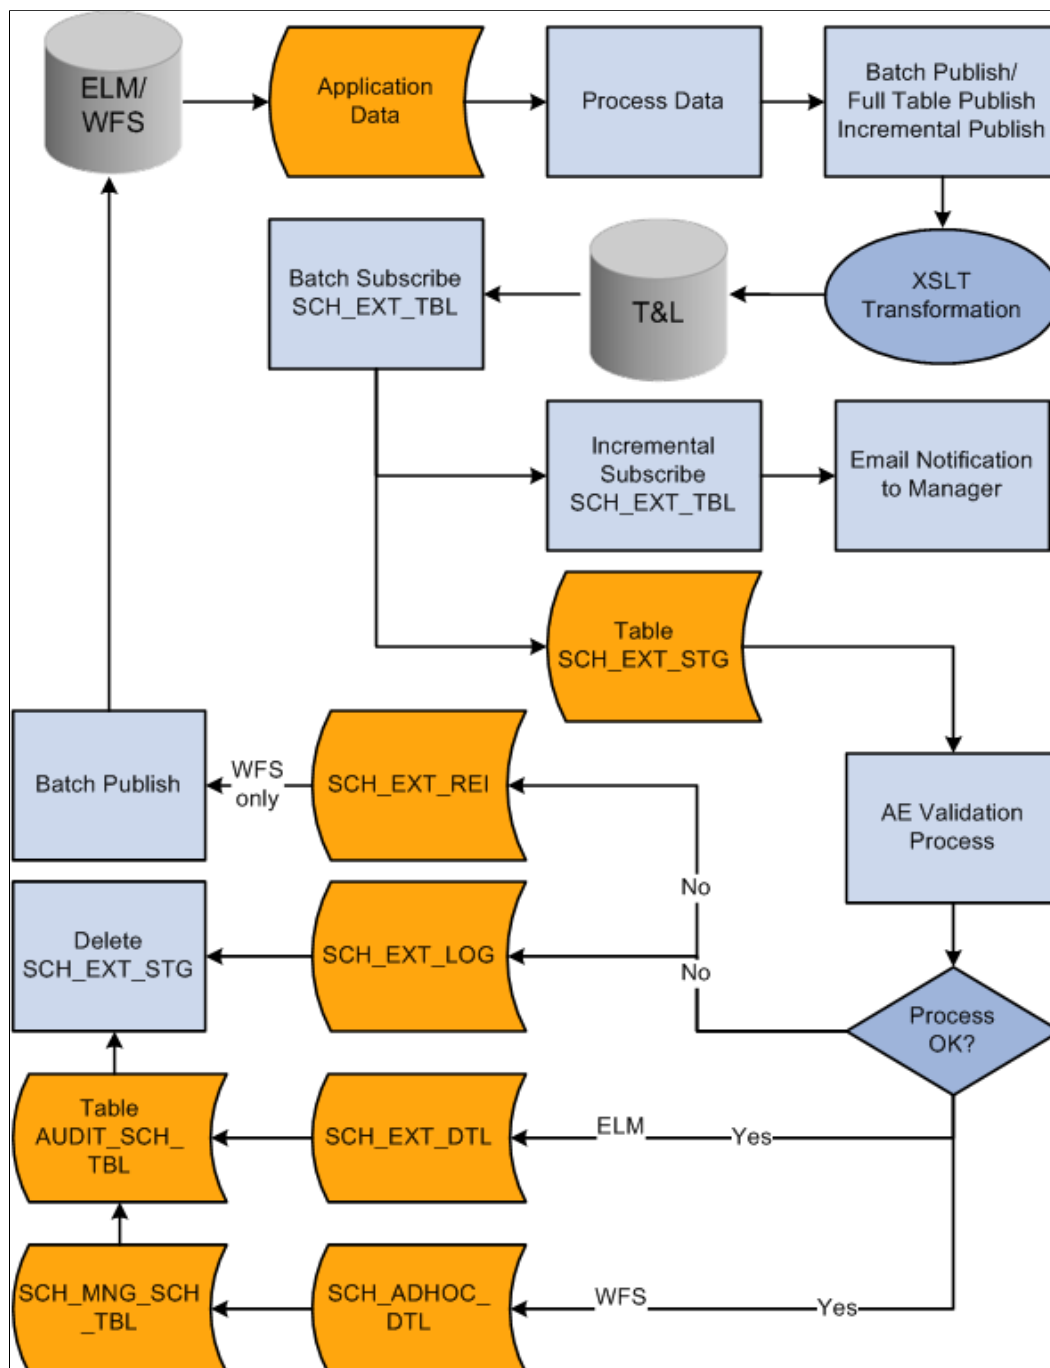 ELM/
WFS
Application
Data
Process Data
Batch Publish/
Full Table Publish
Incremental Publish
Batch Subscribe
SCH_EXT_TBL
T&L
XSLT
Transformation
Incremental
Subscribe
SCH_EXT_TBL
Email Notification
to Manager
Table
SCH_EXT_STG
Batch Publish
WFS
only
SCH_EXT_REI
AE Validation
Process
No
Delete
SCH_EXT_STG
SCH_EXT_LOG
No
Process
OK?
Table
AUDIT_SCH_
TBL
SCH_EXT_DTL
ELM
Yes
SCH_MNG_SCH
_TBL
SCH_ADHOC_
DTL
WFS
Yes